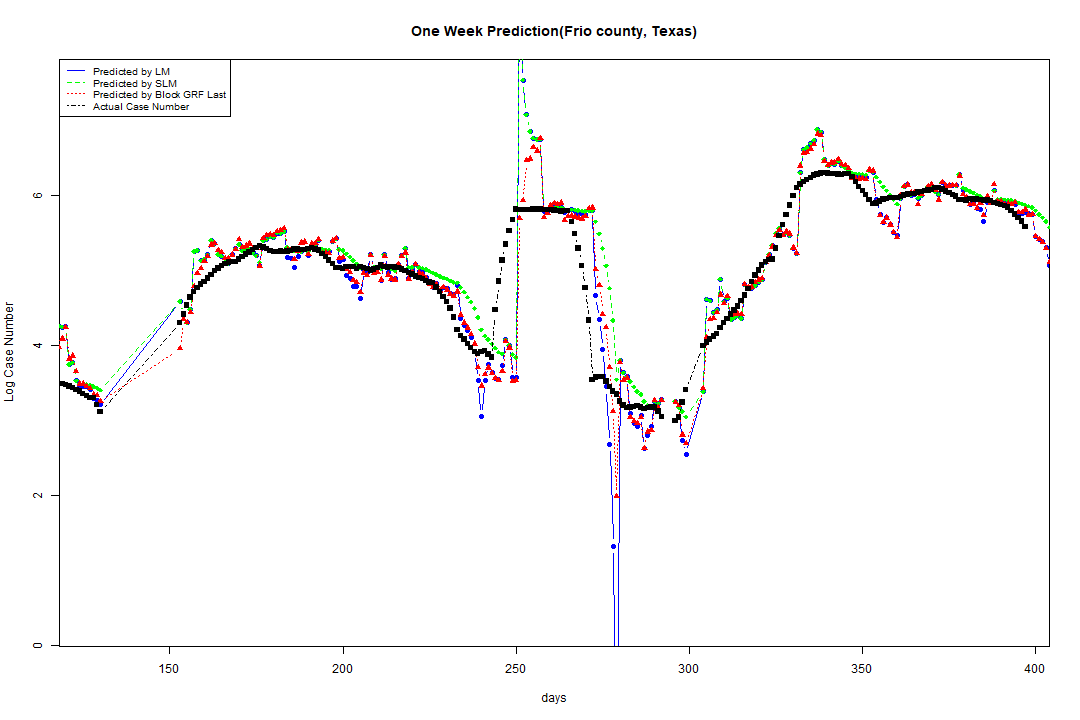 One Week Prediction(Frio county, Texas)
Predicted by LM
Predicted by SLM
Predicted by Block GRF Last
Actual Case Number
Log Case Number
6
4
2
0
150 200 250 300 350 400
days